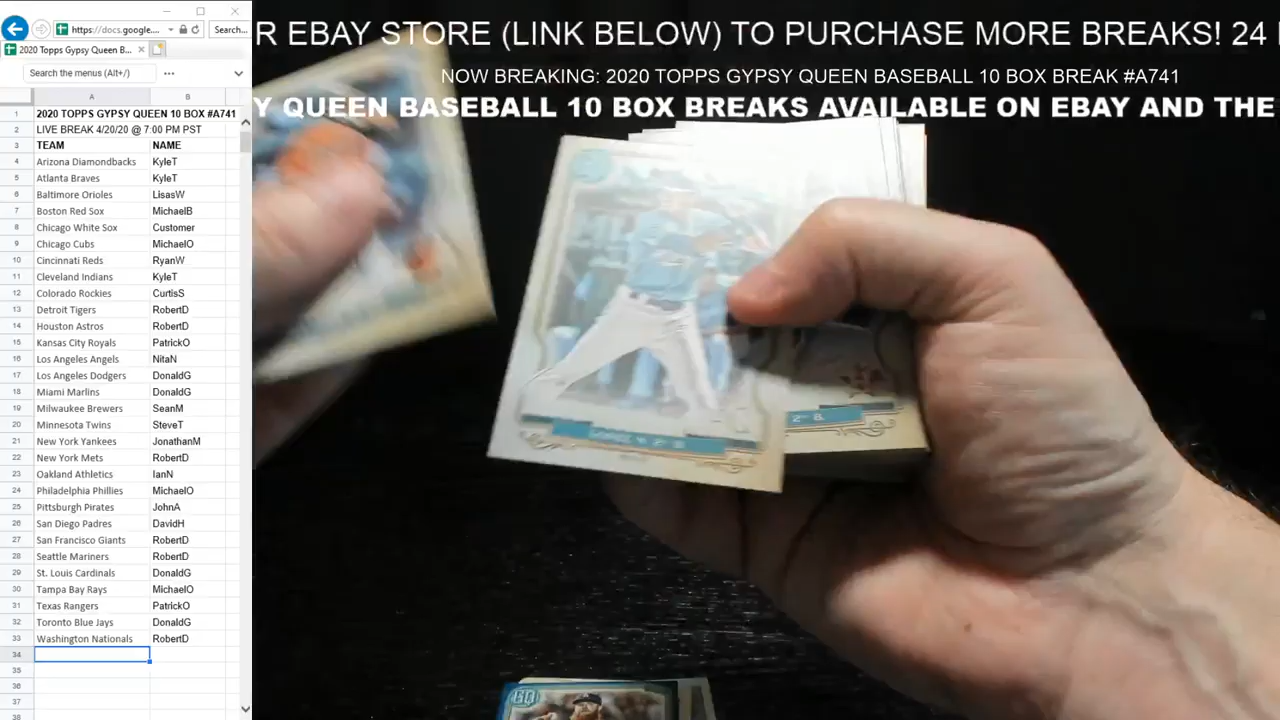 https://docs.google....
Search...
2020 Topps Gypsy Queen B...
Search the menus (Alt+/)
A B
1 2020 TOPPS GYPSY QUEEN 10 BOX #A741
2 LIVE BREAK 4/20/20 @ 7:00 PM PST
3 TEAM NAME
4 Arizona Diamondbacks KyleT
5 Atlanta Braves KyleT
6 Baltimore Orioles LisasW
7 Boston Red Sox MichaelB
8 Chicago White Sox Customer
9 Chicago Cubs MichaelO
10 Cincinnati Reds RyanW
11 Cleveland Indians KyleT
12 Colorado Rockies CurtisS
13 Detroit Tigers RobertD
14 Houston Astros RobertD
15 Kansas City Royals PatrickO
16 Los Angeles Angels NitaN
17 Los Angeles Dodgers DonaldG
18 Miami Marlins DonaldG
19 Milwaukee Brewers SeanM
20 Minnesota Twins SteveT
21 New York Yankees JonathanM
22 New York Mets RobertD
23 Oakland Athletics IanN
24 Philadelphia Phillies MichaelO
25 Pittsburgh Pirates JohnA
26 San Diego Padres DavidH
27 San Francisco Giants RobertD
28 Seattle Mariners RobertD
29 St. Louis Cardinals DonaldG
30 Tampa Bay Rays MichaelO
31 Texas Rangers PatrickO
32 Toronto Blue Jays DonaldG
33 Washington Nationals RobertD
34
35
36
37
38
R EBAY STORE (LINK BELOW) TO PURCHASE MORE BREAKS! 24
NOW BREAKING: 2020 TOPPS GYPSY QUEEN BASEBALL 10 BOX BREAK #A741
Y QUEEN BASEBALL 10 BOX BREAKS AVAILABLE ON EBAY AND THE
2ND B.
GQ